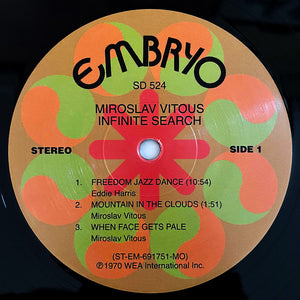 EMBRYO
SD 524
MIROSLAV VITOUS
INFINITE SEARCH
STEREO
SIDE 1
1. FREEDOM JAZZ DANCE (10:54)
Eddie Harris
2. MOUNTAIN IN THE CLOUDS (1:51)
Miroslav Vitous
3. WHEN FACE GETS PALE
Miroslav Vitous
(ST-EM-691751-MO)
℗1970 WEA International Inc.